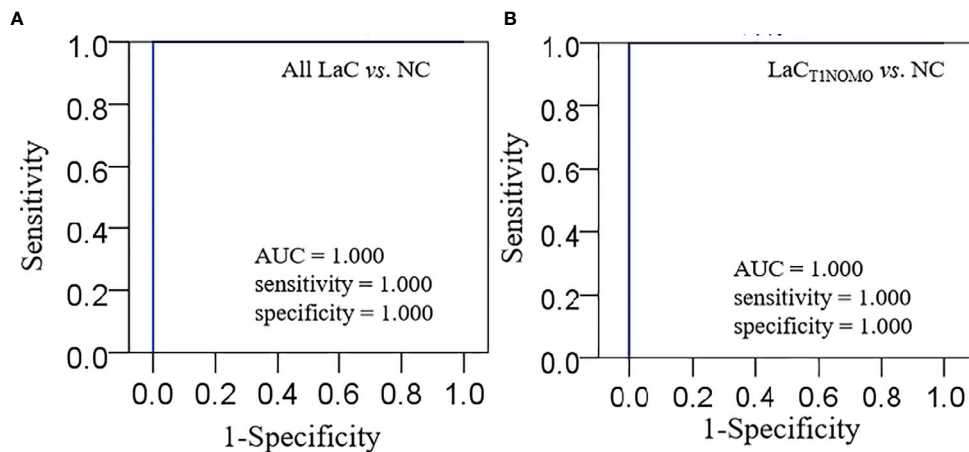 A
Sensitivity
1.0
0.8
0.6
0.4
0.2
0.0
All LaC vs. NC
AUC = 1.000
sensitivity = 1.000
specificity = 1.000
0.0 0.2 0.4 0.6 0.8 1.0
1-Specificity
B
Sensitivity
1.0
0.8
0.6
0.4
0.2
0.0
LaCT1NOMO vs. NC
AUC = 1.000
sensitivity = 1.000
specificity = 1.000
0.0 0.2 0.4 0.6 0.8 1.0
1-Specificity